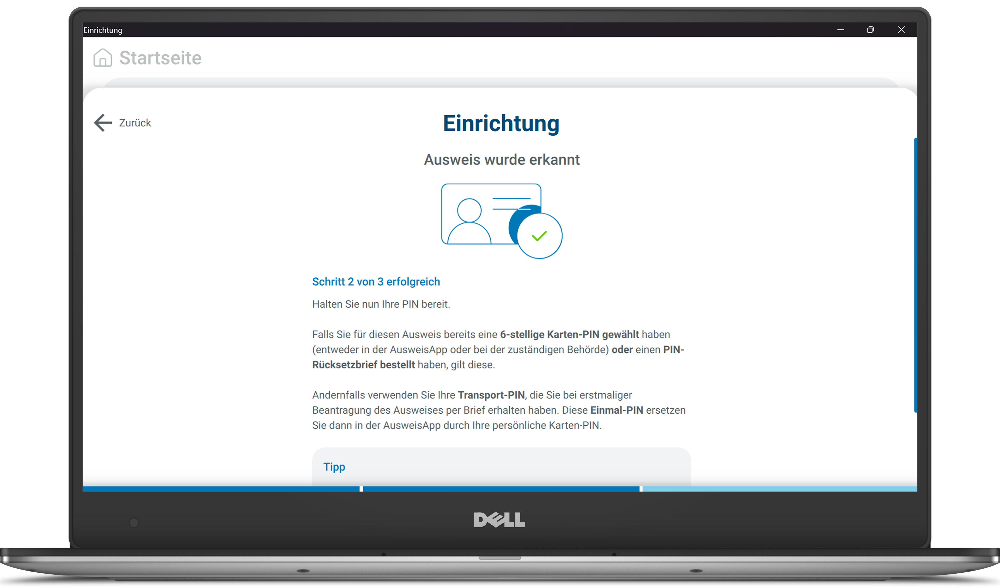 Einrichtung
Startseite
Zurück
Einrichtung
Ausweis wurde erkannt
Schritt 2 von 3 erfolgreich
Halten Sie nun Ihre PIN bereit.
Falls Sie für diesen Ausweis bereits eine 6-stellige Karten-PIN gewählt haben
(entweder in der AusweisApp oder bei der zuständigen Behörde) oder einen PIN-
Rücksetzbrief bestellt haben, gilt diese.
Andernfalls verwenden Sie Ihre Transport-PIN, die Sie bei erstmaliger
Beantragung des Ausweises per Brief erhalten haben. Diese Einmal-PIN ersetzen
Sie dann in der AusweisApp durch Ihre persönliche Karten-PIN.
Tipp
DELL